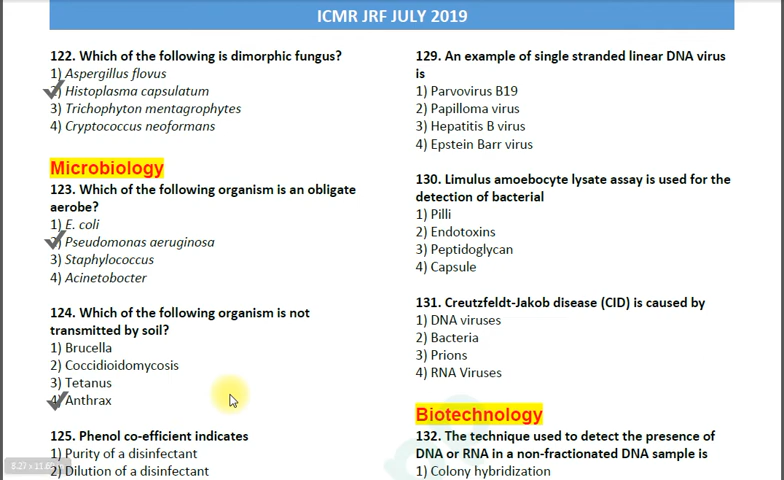 ICMR JRF JULY 2019
122. Which of the following is dimorphic fungus?
1) Aspergillus flovus
2) Histoplasma capsulatum
3) Trichophyton mentagrophytes
4) Cryptococcus neoformans
Microbiology
123. Which of the following organism is an obligate
aerobe?
1) E. coli
2) Pseudomonas aeruginosa
3) Staphylococcus
4) Acinetobacter
124. Which of the following organism is not
transmitted by soil?
1) Brucella
2) Coccidioidomycosis
3) Tetanus
4) Anthrax
125. Phenol co-efficient indicates
1) Purity of a disinfectant
2) Dilution of a disinfectant
129. An example of single stranded linear DNA virus
is
1) Parvovirus B19
2) Papilloma virus
3) Hepatitis B virus
4) Epstein Barr virus
130. Limulus amoebocyte lysate assay is used for the
detection of bacterial
1) Pilli
2) Endotoxins
3) Peptidoglycan
4) Capsule
131. Creutzfeldt-Jakob disease (CID) is caused by
1) DNA viruses
2) Bacteria
3) Prions
4) RNA Viruses
Biotechnology
132. The technique used to detect the presence of
DNA or RNA in a non-fractionated DNA sample is
1) Colony hybridization